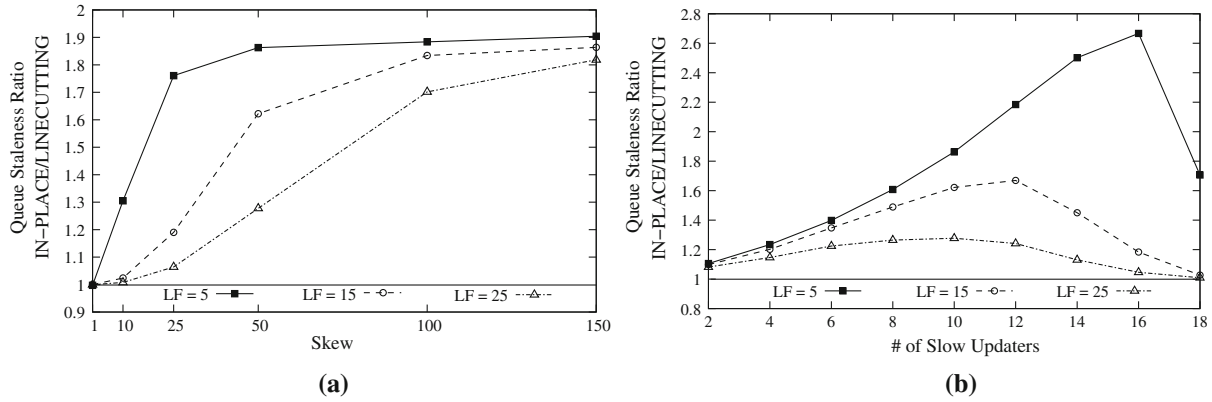 2
1.9
1.8
1.7
1.6
1.5
1.4
1.3
1.2
1.1
1.0
0.9
Queue Staleness Ratio
IN−PLACE/LINECUTTING
LF = 5 LF = 15 LF = 25
1 10 25 50 100 150
Skew
(a)
2.8
2.6
2.4
2.2
2
1.8
1.6
1.4
1.2
1
0.8
Queue Staleness Ratio
IN−PLACE/LINECUTTING
LF = 5 LF = 15 LF = 25
2 4 6 8 10 12 14 16 18
# of Slow Updaters
(b)